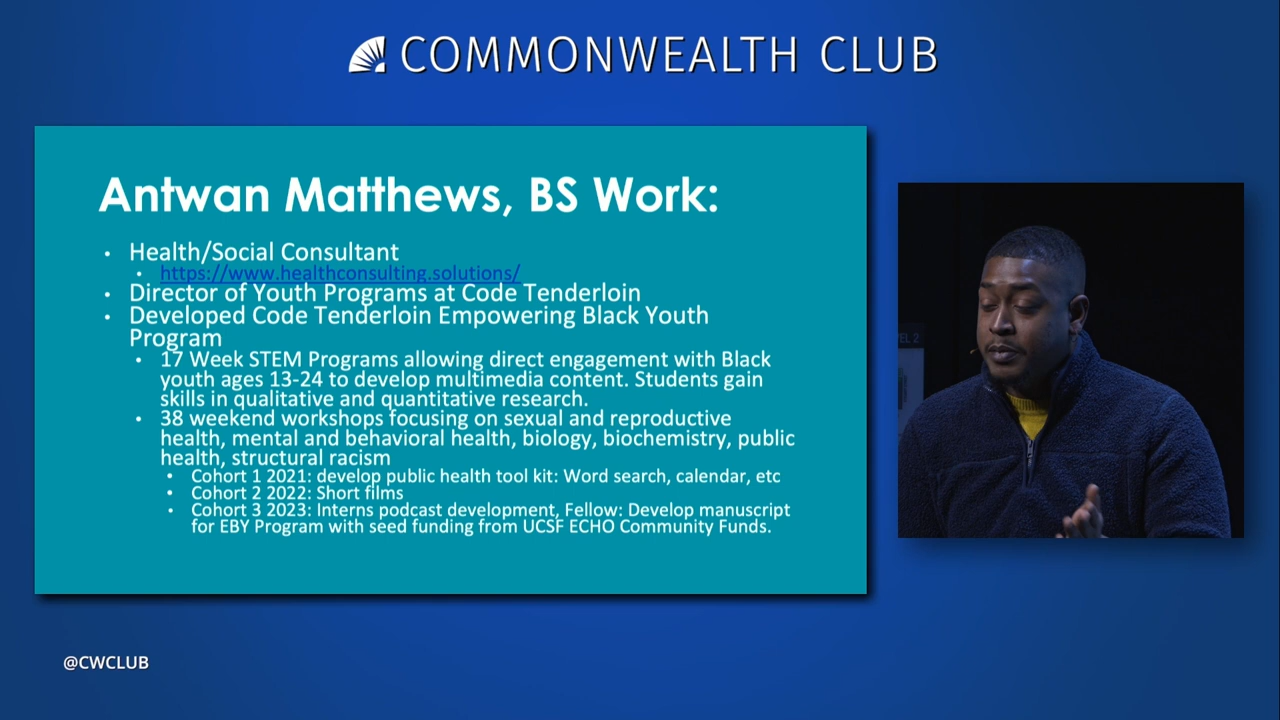 COMMONWEALTH CLUB
Antwan Matthews, BS Work:
• Health/Social Consultant
• https://www.healthconsulting.solutions/
• Director of Youth Programs at Code Tenderloin
• Developed Code Tenderloin Empowering Black Youth
Program
• 17 Week STEM Programs allowing direct engagement with Black
youth ages 13-24 to develop multimedia content. Students gain
skills in qualitative and quantitative research.
• 38 weekend workshops focusing on sexual and reproductive
health, mental and behavioral health, biology, biochemistry, public
health, structural racism
• Cohort 1 2021: develop public health tool kit: Word search, calendar, etc
• Cohort 2 2022: Short films
• Cohort 3 2023: Interns podcast development, Fellow: Develop manuscript
for EBY Program with seed funding from UCSF ECHO Community Funds.
@CWCLUB